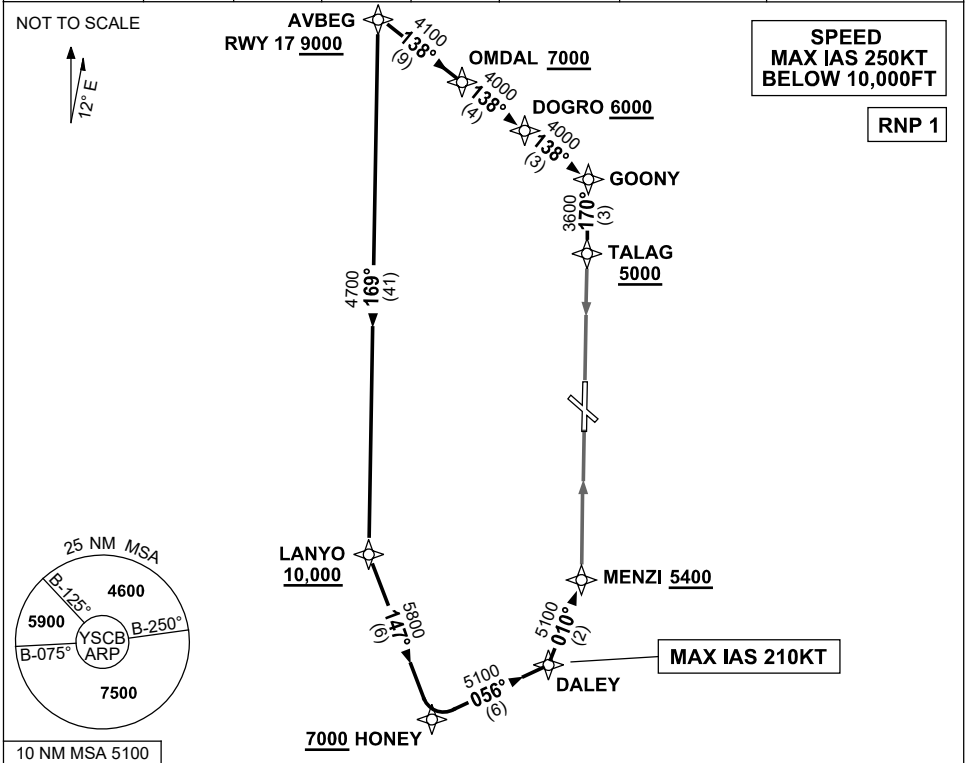 NOT TO SCALE
12° E
AVBEG
RWY 17 9000
4100
138°
(9)
OMDAL 7000
4000
138°
(4)
DOGRO 6000
4000
138°
(3)
GOONY
3600
170°
(3)
TALAG
5000
SPEED
MAX IAS 250KT
BELOW 10,000FT
RNP 1
4700
169°
(41)
LANYO
10,000
5800
147°
(6)
7000 HONEY
5100
056°
(6)
DALEY
MAX IAS 210KT
5100
010°
(2)
MENZI 5400
25 NM MSA
B-125°
4600
5900
B-250°
YSCB
ARP
B-075°
7500
10 NM MSA 5100